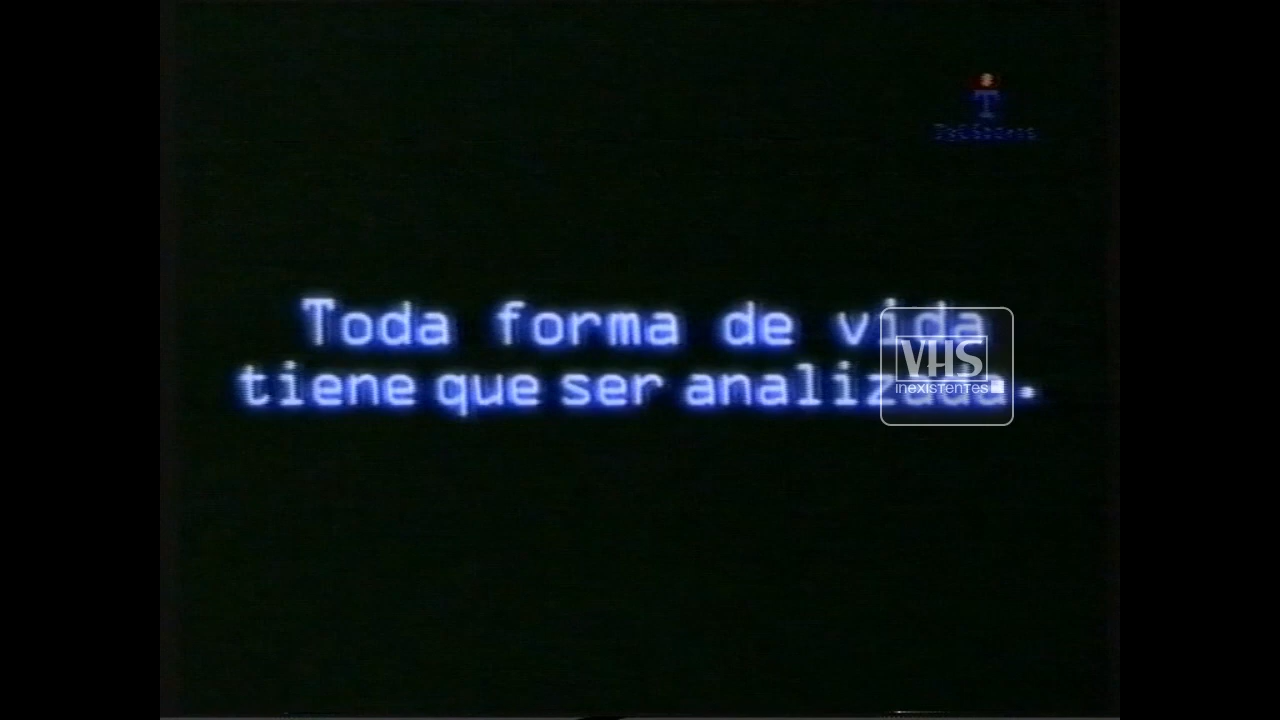 T
Toda forma de vida
tiene que ser analizada.
VHS
INEXISTENTES